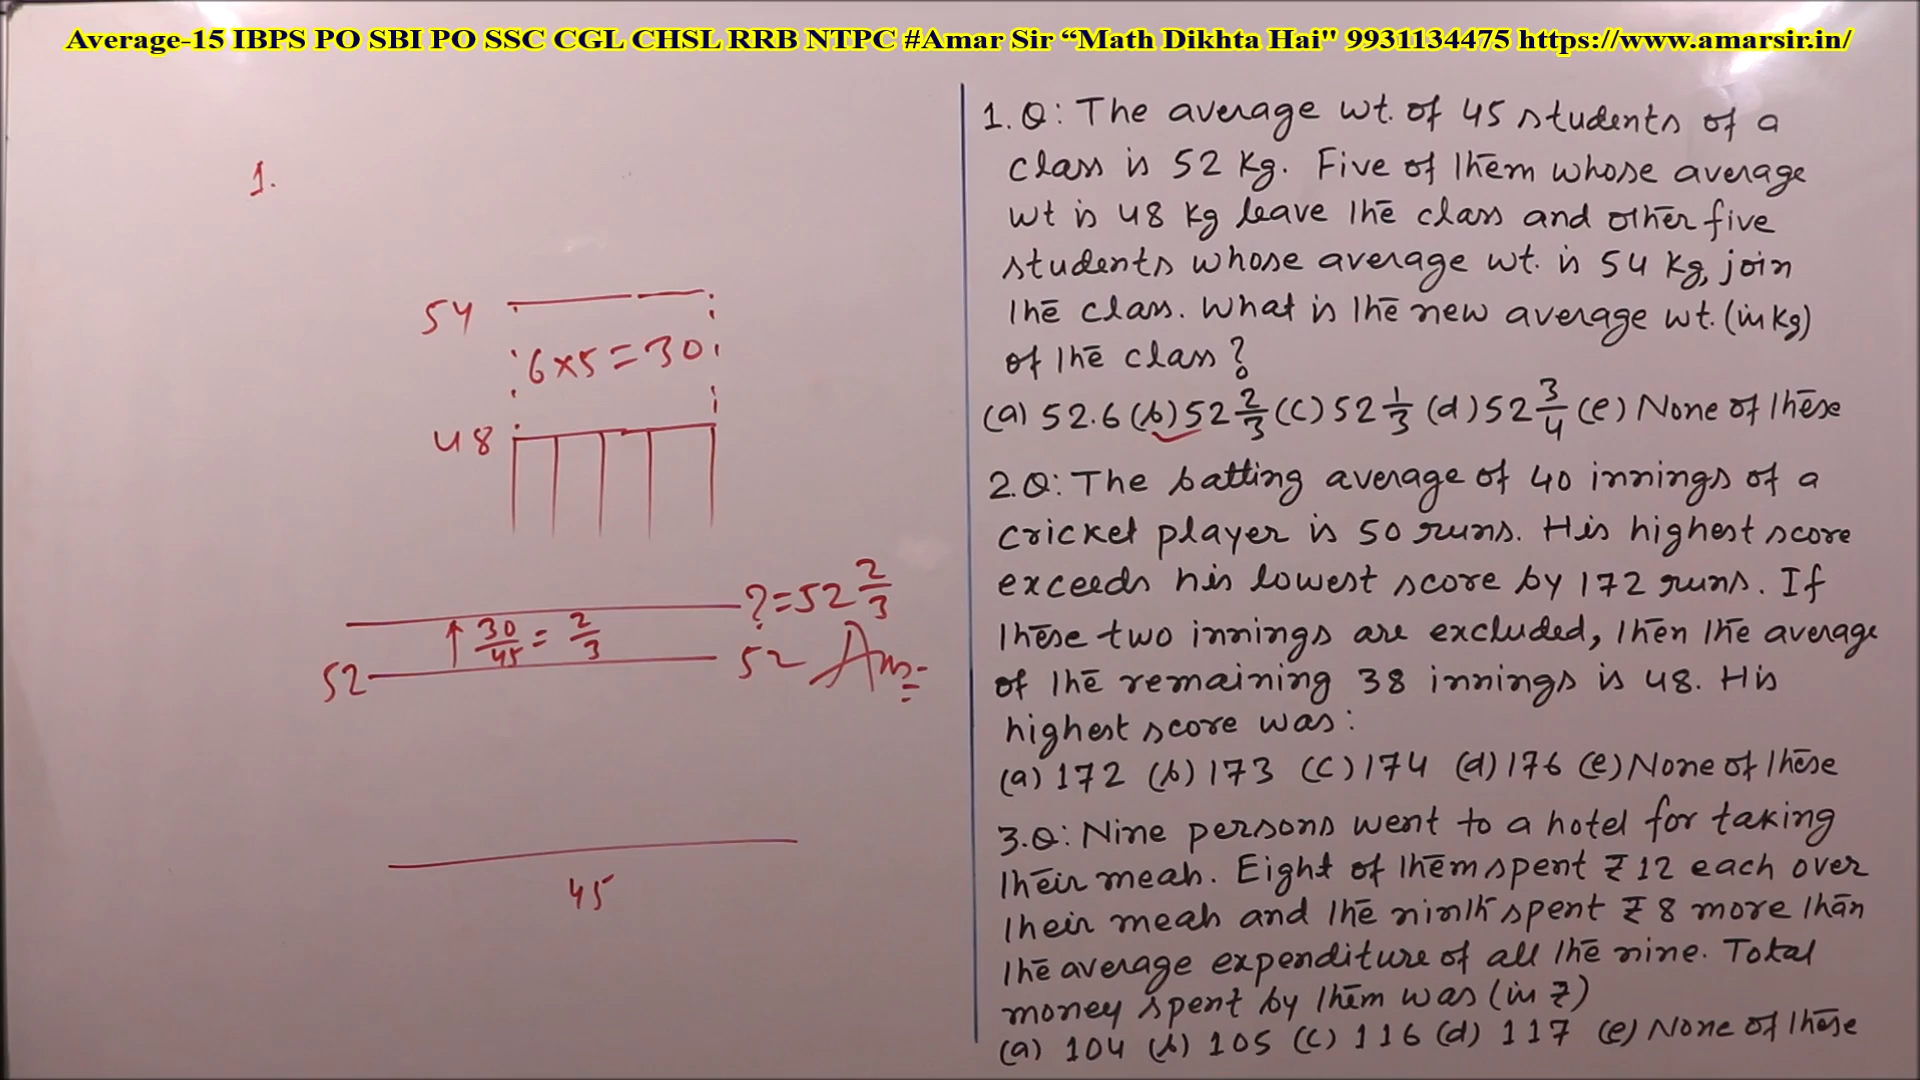 Average-15 IBPS PO SBI PO SSC CGL CHSL RRB NTPC #Amar Sir “Math Dikhta Hai" 9931134475 https://www.amarsir.in/
1.
54
6x5=30
48
?=52 2/3
↑ 30/45 = 2/3
52
52 Ans
45
1. Q: The average wt. of 45 students of a
class is 52 Kg. Five of them whose average
wt is 48 Kg leave the class and other five
students whose average wt. is 54 Kg, join
the class. What is the new average wt. (in Kg)
of the class?
(a) 52.6 (b) 52 2/3 (c) 52 1/3 (d) 52 3/4 (e) None of these
2.Q: The batting average of 40 innings of a
cricket player is 50 runs. His highest score
exceeds his lowest score by 172 runs. If
these two innings are excluded, then the average
of the remaining 38 innings is 48. His
highest score was:
(a) 172 (b) 173 (c) 174 (d) 176 (e) None of these
3.Q: Nine persons went to a hotel for taking
their meals. Eight of them spent ₹ 12 each over
their meals and the ninth spent ₹ 8 more than
the average expenditure of all the nine. Total
money spent by them was (in ₹)
(a) 104 (b) 105 (c) 116 (d) 117 (e) None of these